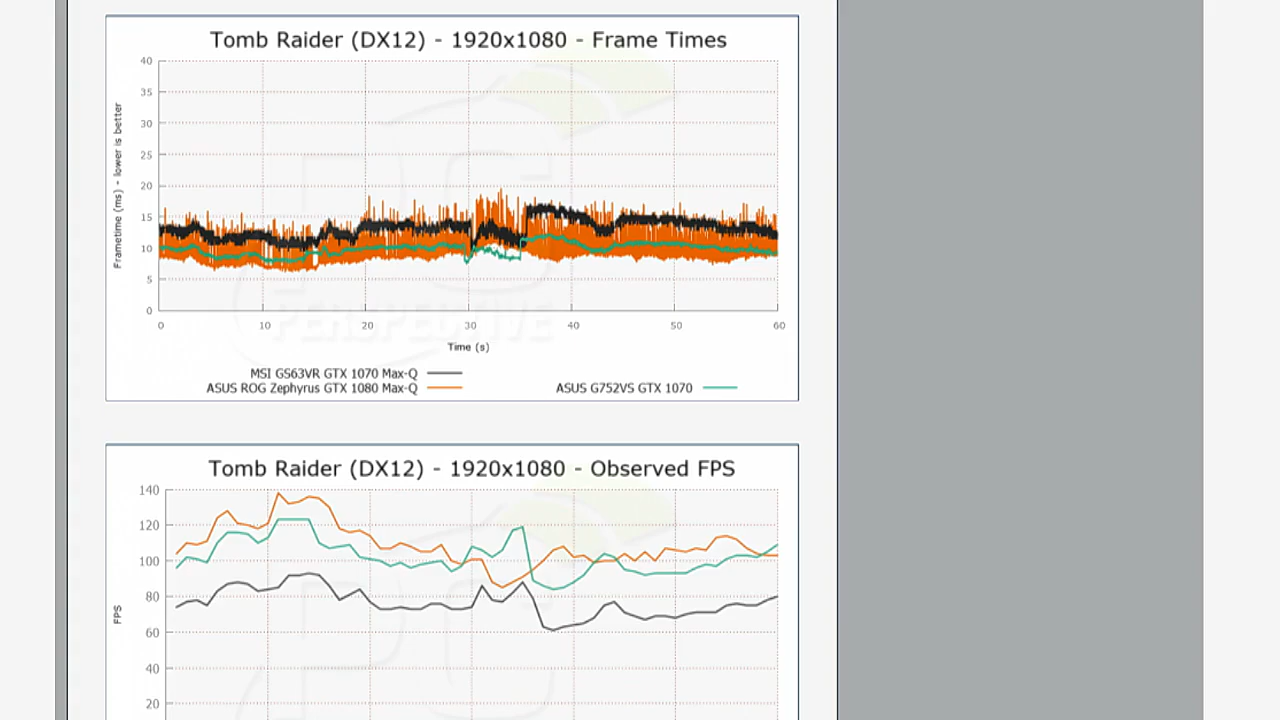 Tomb Raider (DX12) - 1920x1080 - Frame Times
40
35
30
25
20
15
10
5
0
Frametime (ms) - lower is better
0 10 20 30 40 50 60
Time (s)
PERSPECTIVE
MSI GS63VR GTX 1070 Max-Q
ASUS ROG Zephyrus GTX 1080 Max-Q
ASUS G752VS GTX 1070
Tomb Raider (DX12) - 1920x1080 - Observed FPS
140
120
100
80
60
40
20
FPS